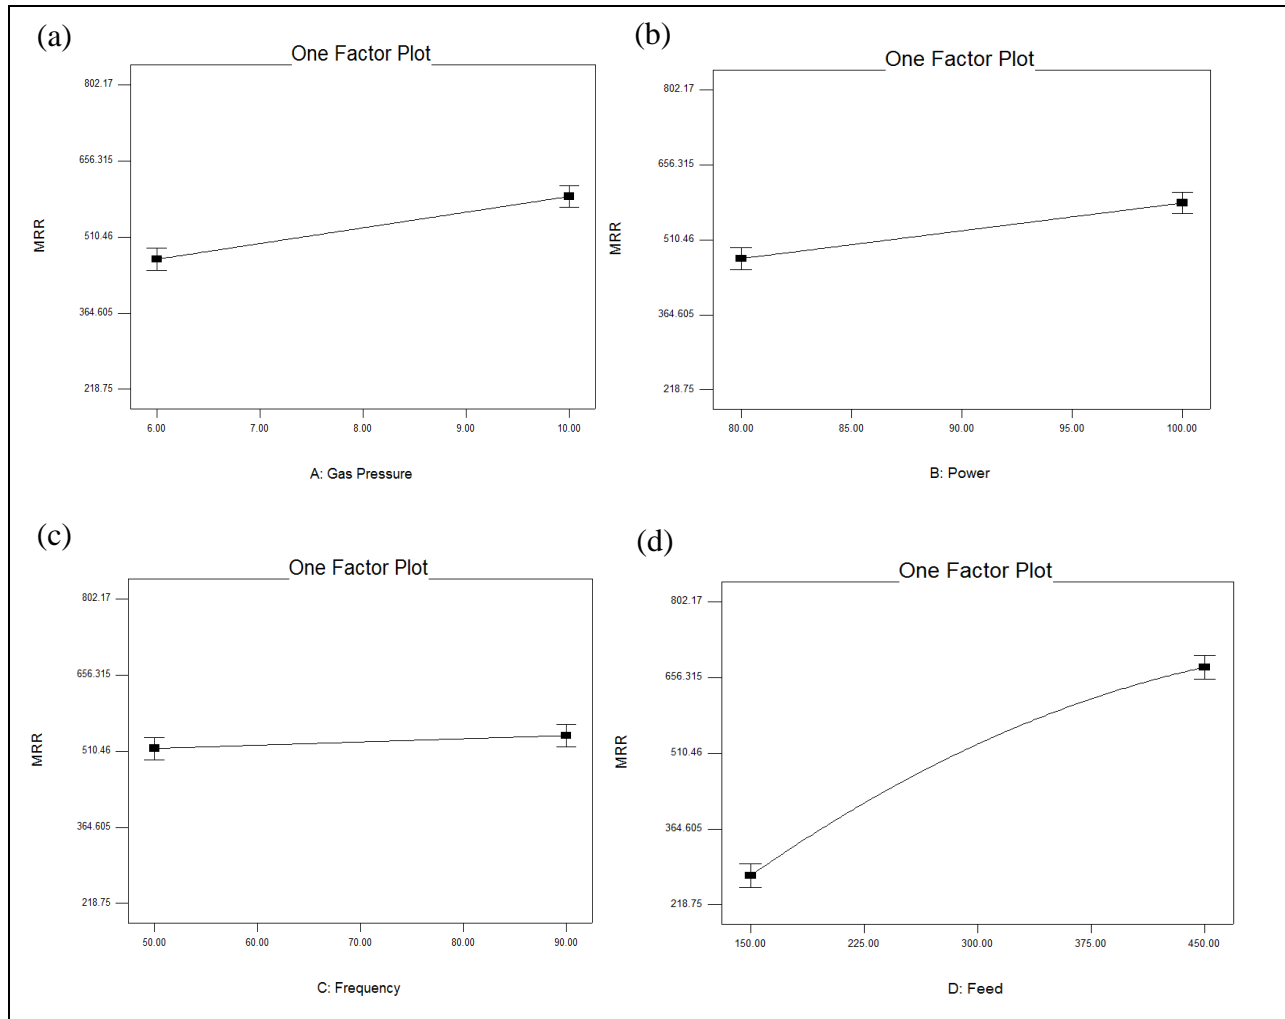 (a)
One Factor Plot
802.17
656.315
510.46
364.605
218.75
MRR
6.00 7.00 8.00 9.00 10.00
A: Gas Pressure
(b)
One Factor Plot
802.17
656.315
510.46
364.605
218.75
MRR
80.00 85.00 90.00 95.00 100.00
B: Power
(c)
One Factor Plot
802.17
656.315
510.46
364.605
218.75
MRR
50.00 60.00 70.00 80.00 90.00
C: Frequency
(d)
One Factor Plot
802.17
656.315
510.46
364.605
218.75
MRR
150.00 225.00 300.00 375.00 450.00
D: Feed